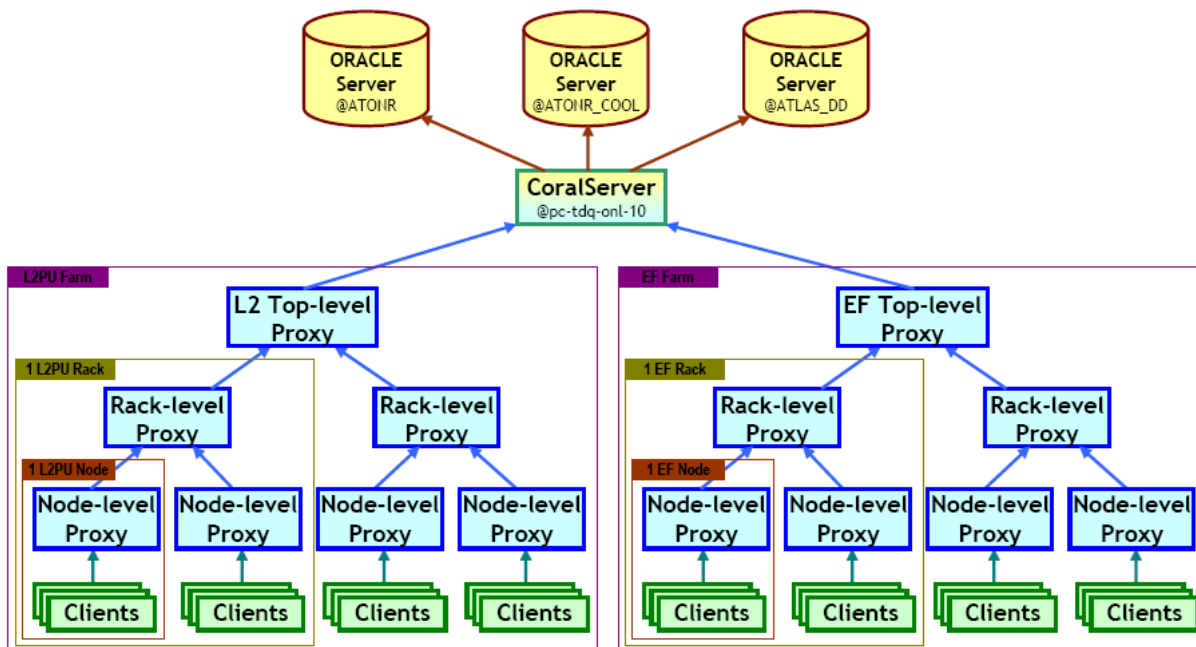 ORACLE
Server
@ATONR
ORACLE
Server
@ATONR_COOL
ORACLE
Server
@ATLAS_DD
CoralServer
@pc-tdq-onl-10
L2PU Farm
L2 Top-level
Proxy
1 L2PU Rack
Rack-level
Proxy
Rack-level
Proxy
1 L2PU Node
Node-level
Proxy
Node-level
Proxy
Node-level
Proxy
Node-level
Proxy
Clients
Clients
Clients
Clients
EF Farm
EF Top-level
Proxy
1 EF Rack
Rack-level
Proxy
Rack-level
Proxy
1 EF Node
Node-level
Proxy
Node-level
Proxy
Node-level
Proxy
Node-level
Proxy
Clients
Clients
Clients
Clients